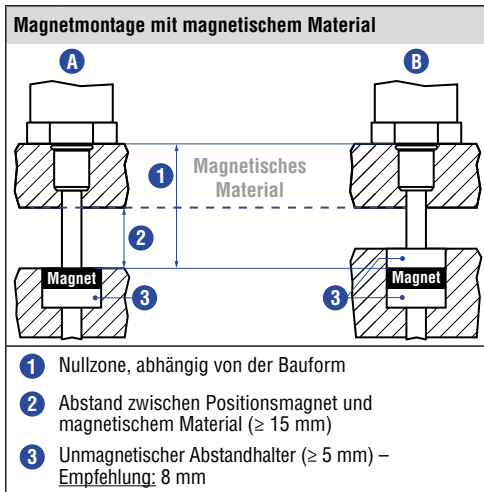 Magnetmontage mit magnetischem Material
A
B
1
Magnetisches
Material
2
Magnet
Magnet
3
3
1 Nullzone, abhängig von der Bauform
2 Abstand zwischen Positionsmagnet und
magnetischem Material (≥ 15 mm)
3 Unmagnetischer Abstandhalter (≥ 5 mm) –
Empfehlung: 8 mm